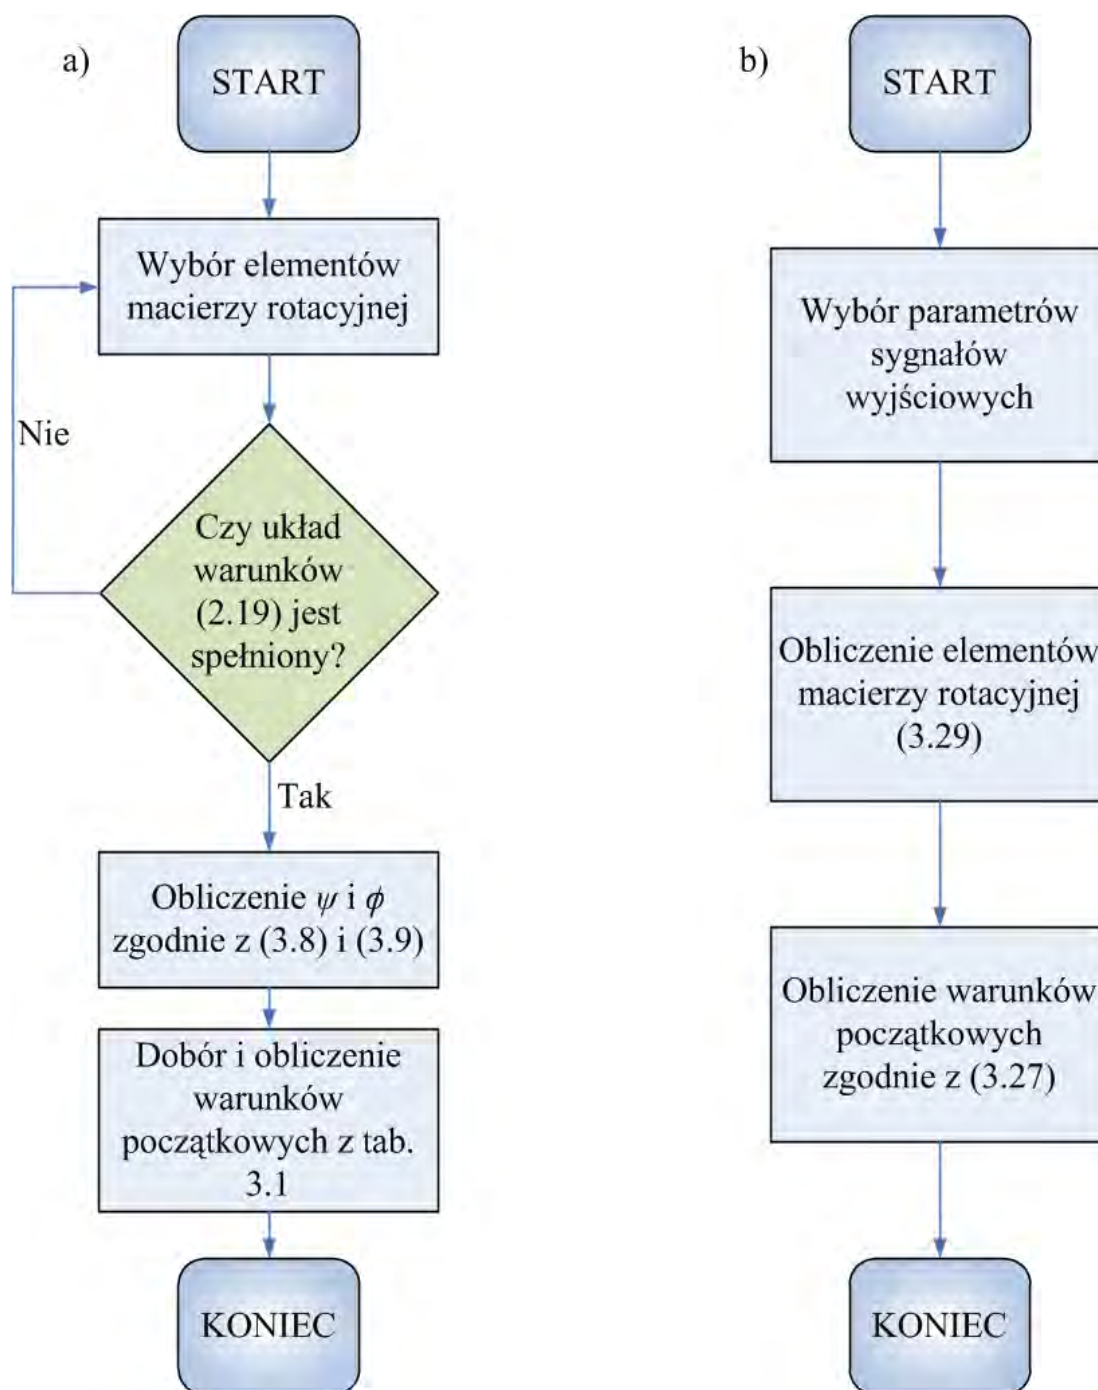 a)
START
Wybór elementów
macierzy rotacyjnej
Nie
Czy układ
warunków
(2.19) jest
spełniony?
Tak
Obliczenie ψ i ϕ
zgodnie z (3.8) i (3.9)
Dobór i obliczenie
warunków
początkowych z tab.
3.1
KONIEC
b)
START
Wybór parametrów
sygnałów
wyjściowych
Obliczenie elementów
macierzy rotacyjnej
(3.29)
Obliczenie warunków
początkowych
zgodnie z (3.27)
KONIEC